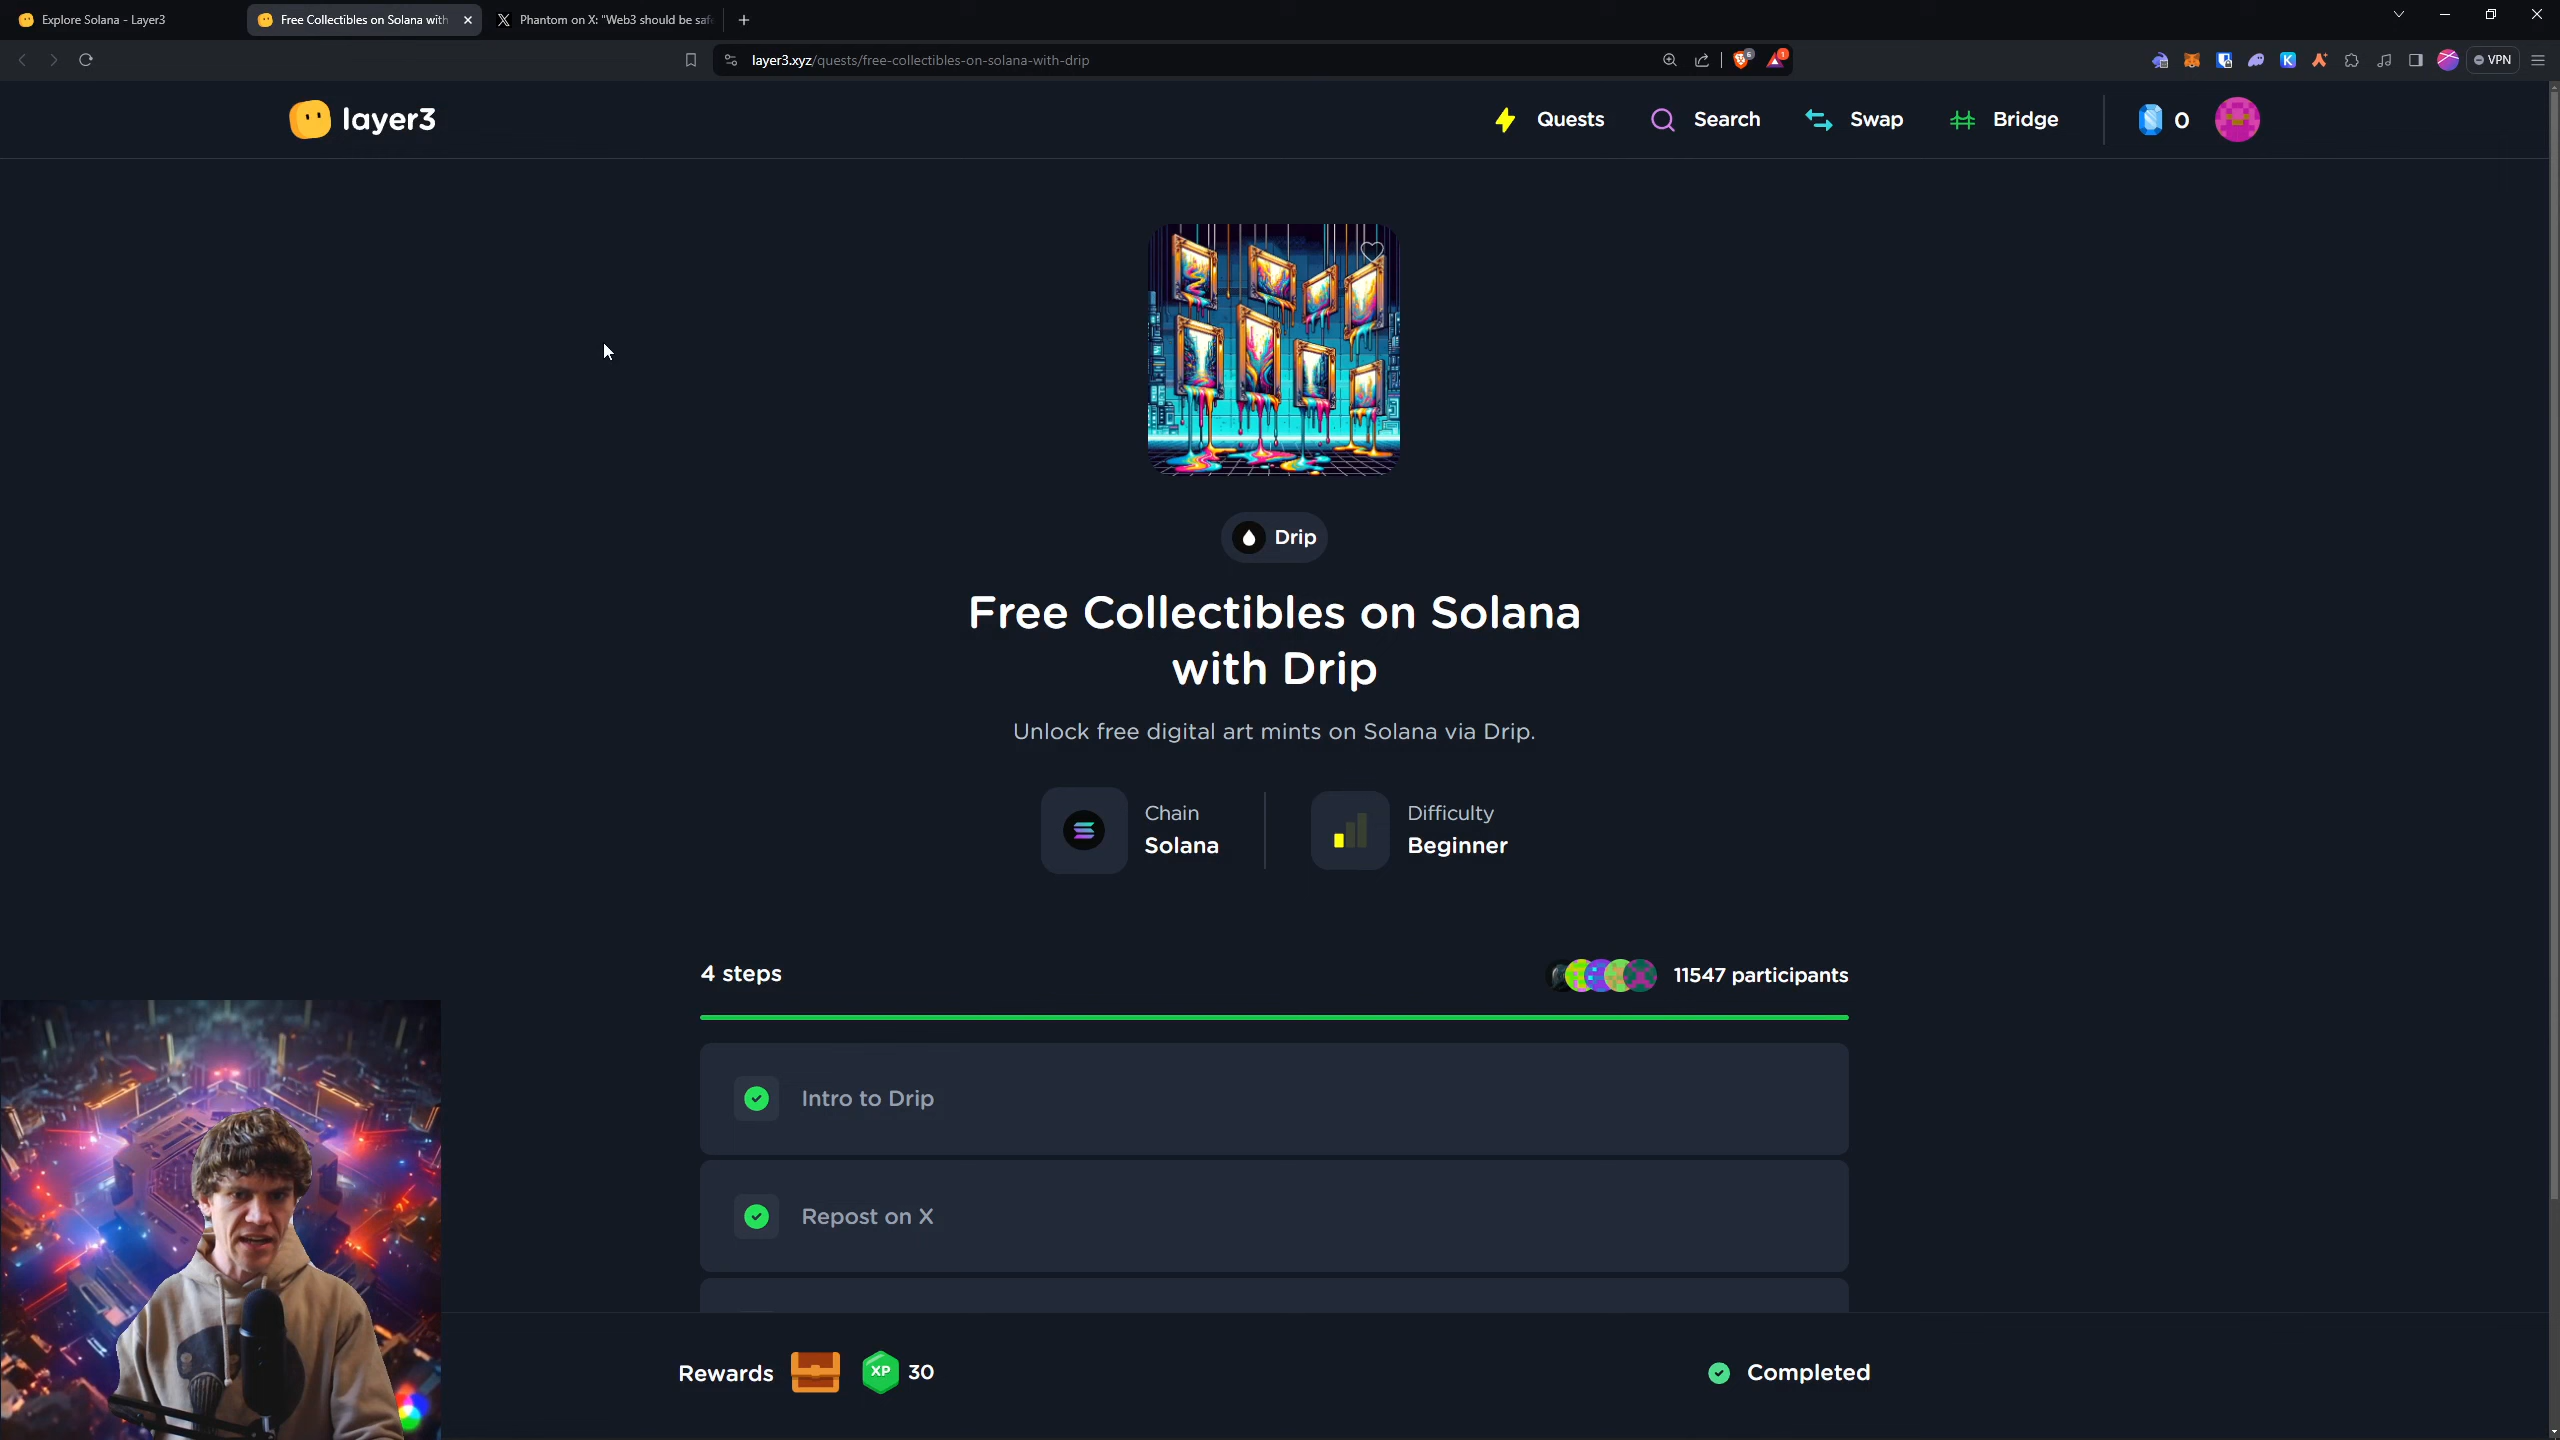 Explore Solana - Layer3
Free Collectibles on Solana with
Phantom on X: "Web3 should be safe
layer3.xyz/quests/free-collectibles-on-solana-with-drip
6
1
VPN
layer3
Quests
Search
Swap
Bridge
0
Drip
Free Collectibles on Solana
with Drip
Unlock free digital art mints on Solana via Drip.
Chain
Solana
Difficulty
Beginner
4 steps
11547 participants
Intro to Drip
Repost on X
Rewards
XP
30
Completed